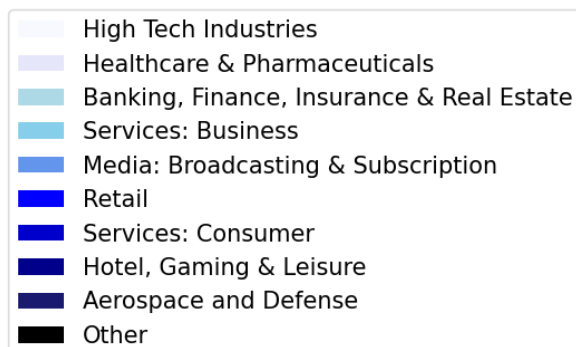 High Tech Industries
Healthcare & Pharmaceuticals
Banking, Finance, Insurance & Real Estate
Services: Business
Media: Broadcasting & Subscription
Retail
Services: Consumer
Hotel, Gaming & Leisure
Aerospace and Defense
Other